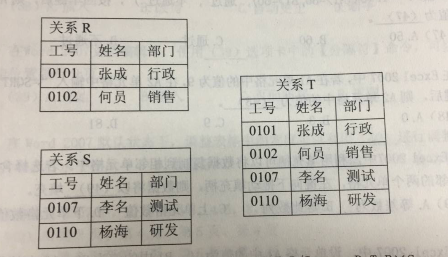 关系 R
工号 姓名 部门
0101 张成 行政
0102 何员 销售
关系 T
工号 姓名 部门
0101 张成 行政
0102 何员 销售
0107 李名 测试
0110 杨海 研发
关系 S
工号 姓名 部门
0107 李名 测试
0110 杨海 研发